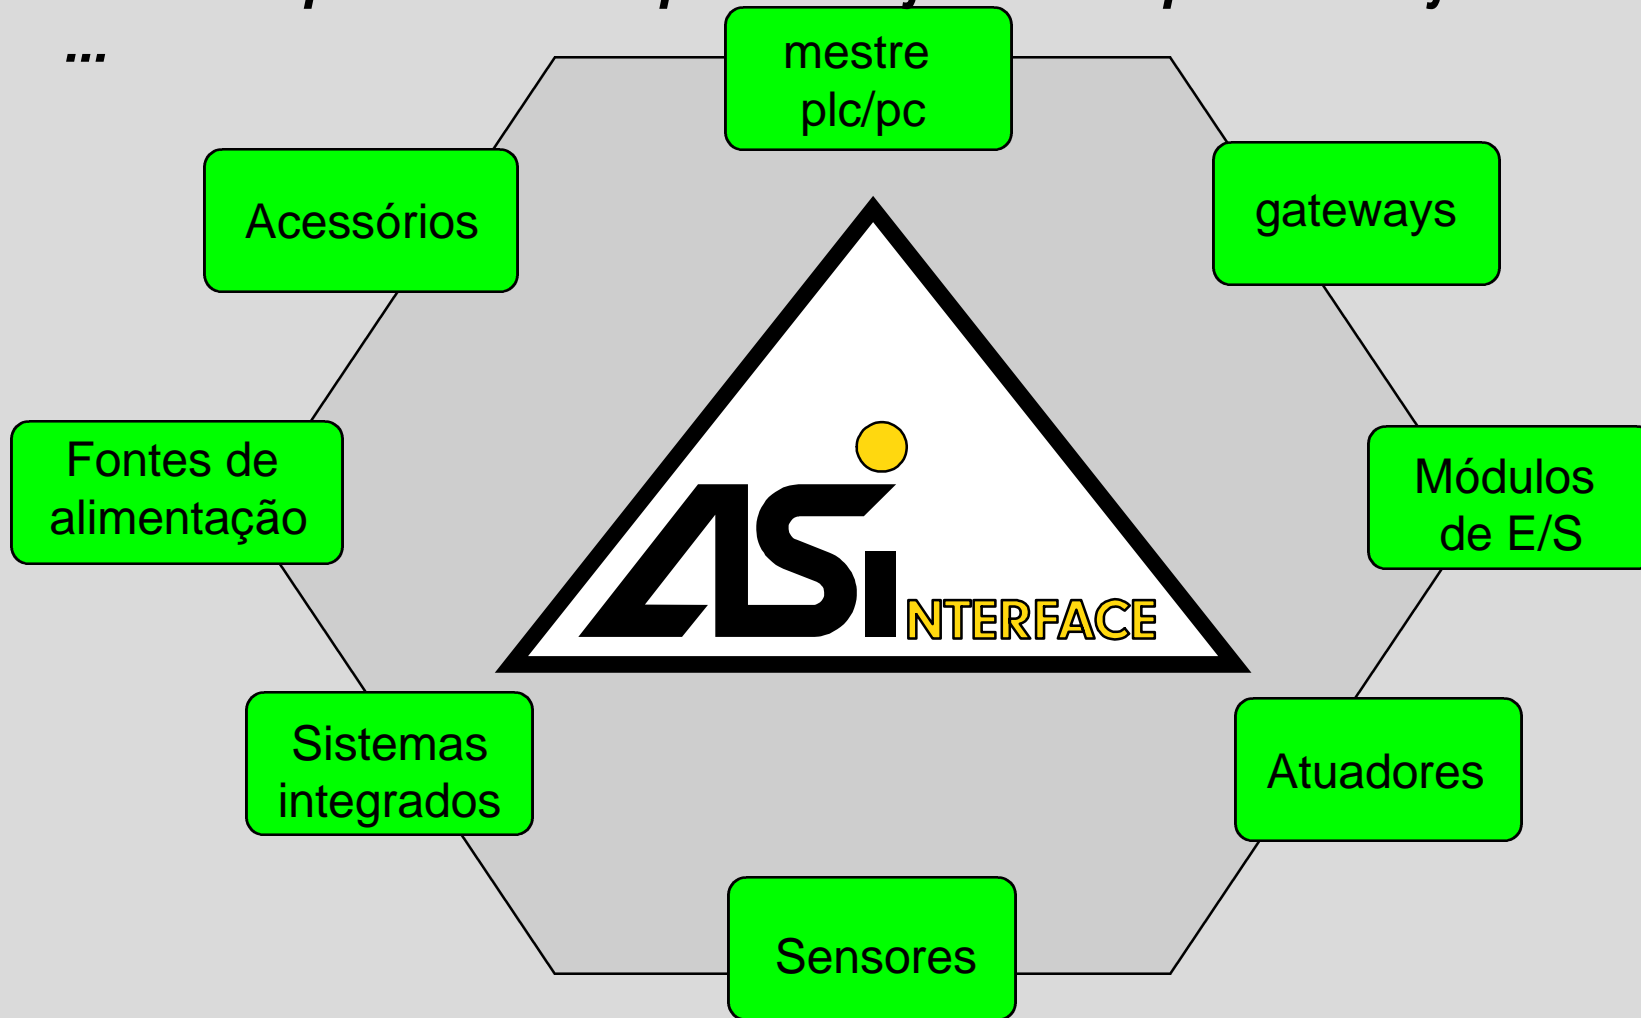 ...
mestre
plc/pc
Acessórios
gateways
Fontes de
alimentação
Módulos
de E/S
ASi
NTERFACE
Sistemas
integrados
Atuadores
Sensores